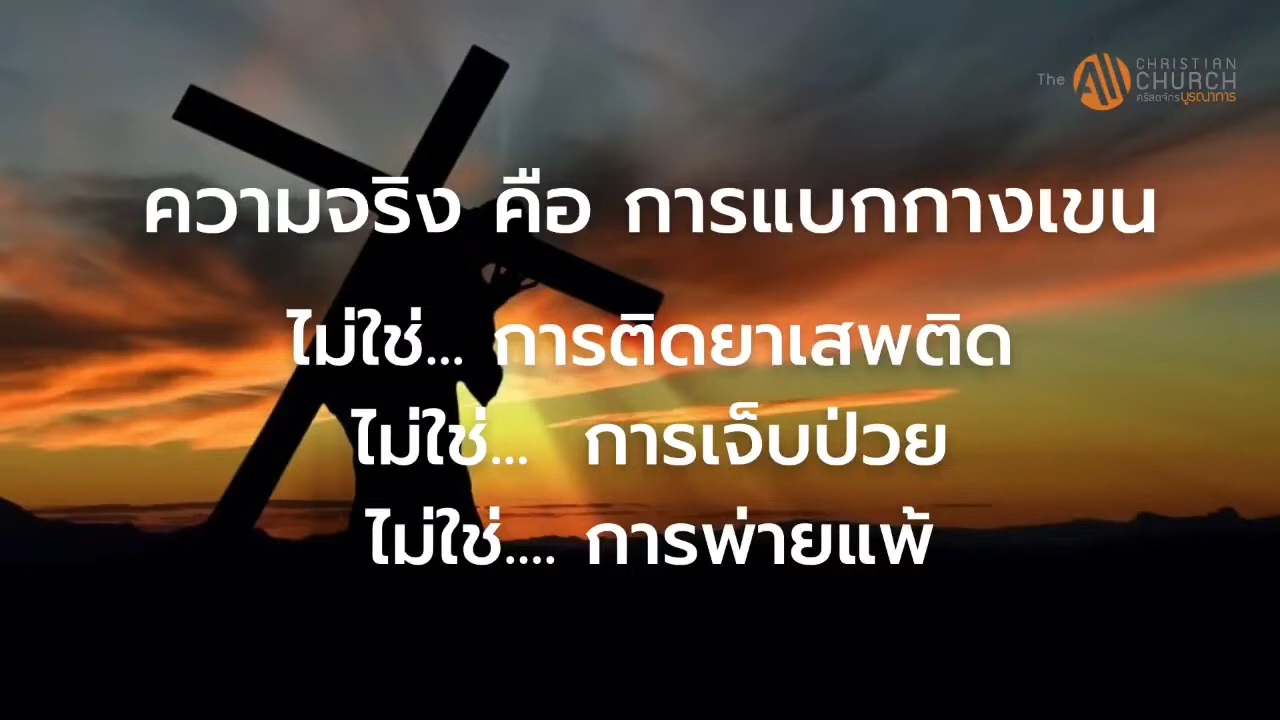 The All CHRISTIAN CHURCH
คริสตจักรบูรณาการ
ความจริง คือ การแบกกางเขน
ไม่ใช่... การติดยาเสพติด
ไม่ใช่... การเจ็บป่วย
ไม่ใช่.... การพ่ายแพ้